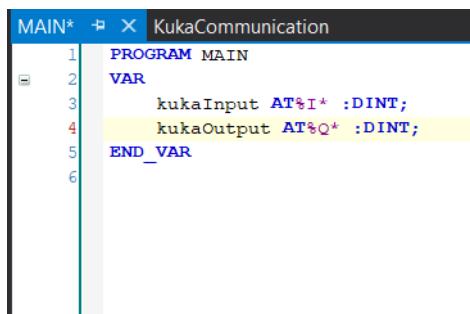 MAIN* KukaCommunication
1 PROGRAM MAIN
2 VAR
3 kukaInput AT%I* :DINT;
4 kukaOutput AT%Q* :DINT;
5 END_VAR
6